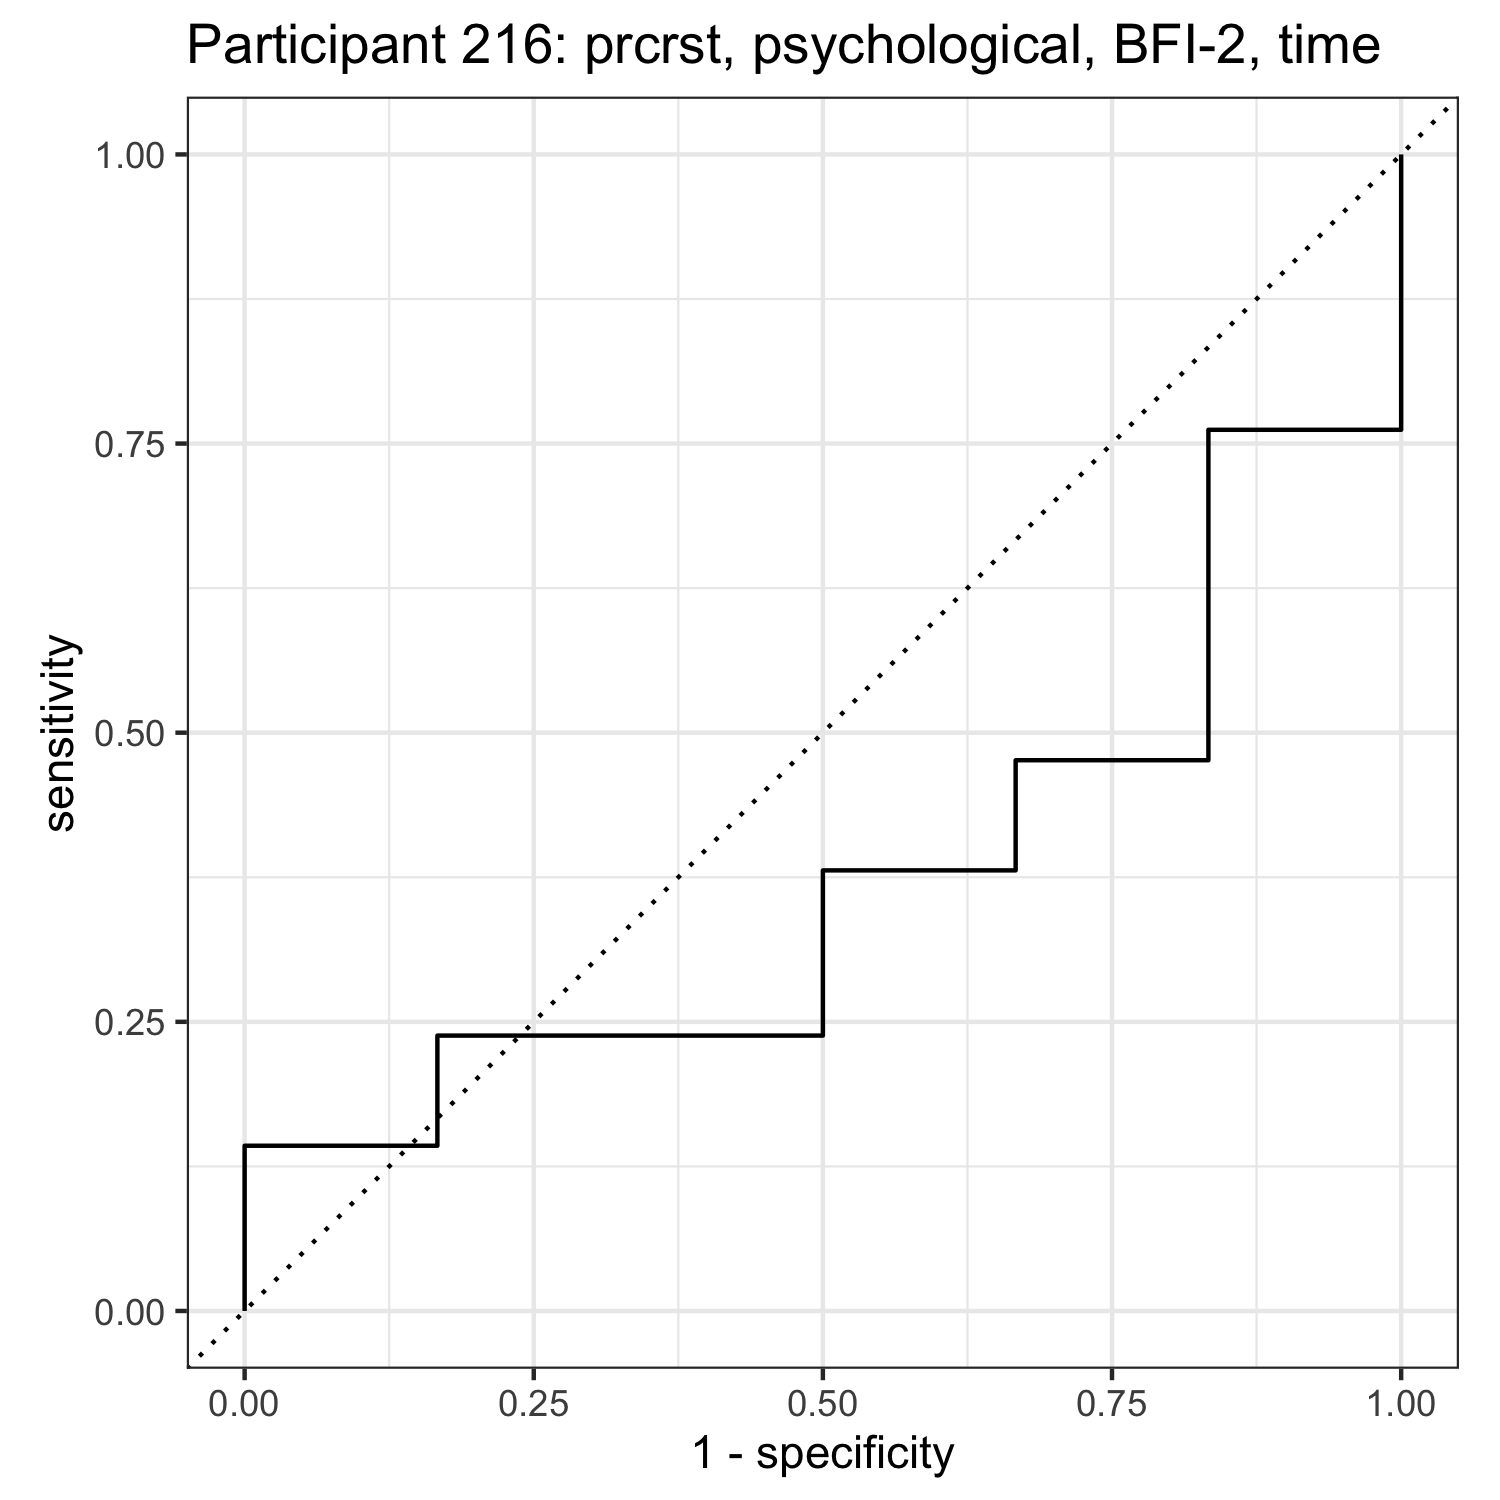 Participant 216: prcrst, psychological, BFI-2, time
1.00
0.75
0.50
0.25
0.00
sensitivity
0.00 0.25 0.50 0.75 1.00
1 - specificity